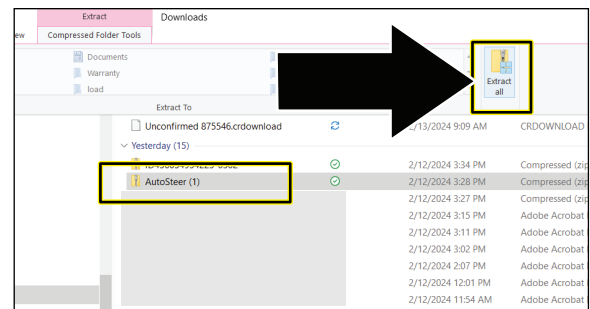 Extract Downloads
ew Compressed Folder Tools
Documents
Warranty
load
Extract all
Extract To
Unconfirmed 875546.crdownload /13/2024 9:09 AM CRDOWNLOAD
Yesterday (15)
2/12/2024 3:34 PM Compressed (zip
AutoSteer (1) 2/12/2024 3:28 PM Compressed (zip
2/12/2024 3:27 PM Compressed (zip
2/12/2024 3:15 PM Adobe Acrobat
2/12/2024 3:11 PM Adobe Acrobat
2/12/2024 3:02 PM Adobe Acrobat
2/12/2024 2:07 PM Adobe Acrobat
2/12/2024 12:01 PM Adobe Acrobat
2/12/2024 11:54 AM Adobe Acrobat